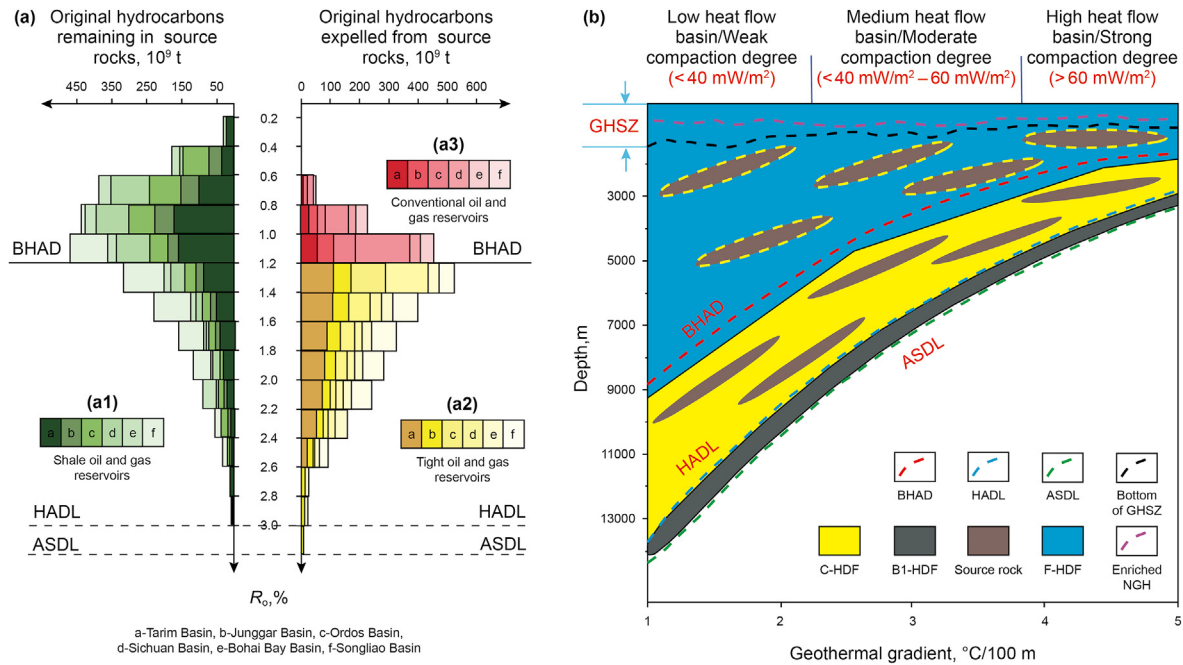 (a)
Original hydrocarbons
remaining in source
rocks, 10⁹ t
450 350 250 150 50
Original hydrocarbons
expelled from source
rocks, 10⁹ t
0 100 200 300 400 500 600
0.2
0.4
0.6
0.8
1.0
1.2
1.4
1.6
1.8
2.0
2.2
2.4
2.6
2.8
3.0
(a3)
a b c d e f
Conventional oil and
gas reservoirs
BHAD
BHAD
(a1)
a b c d e f
Shale oil and gas
reservoirs
(a2)
a b c d e f
Tight oil and gas
reservoirs
HADL
HADL
ASDL
ASDL
Rₒ,%
a-Tarim Basin, b-Junggar Basin, c-Ordos Basin,
d-Sichuan Basin, e-Bohai Bay Basin, f-Songliao Basin
(b)
Low heat flow
basin/Weak
compaction degree
(< 40 mW/m²)
Medium heat flow
basin/Moderate
compaction degree
(< 40 mW/m² – 60 mW/m²)
High heat flow
basin/Strong
compaction degree
(> 60 mW/m²)
GHSZ
3000
5000
7000
9000
11000
13000
Depth,m
BHAD
ASDL
HADL
BHAD
HADL
ASDL
Bottom
of GHSZ
C-HDF
B1-HDF
Source rock
F-HDF
Enriched
NGH
1 2 3 4 5
Geothermal gradient, °C/100 m